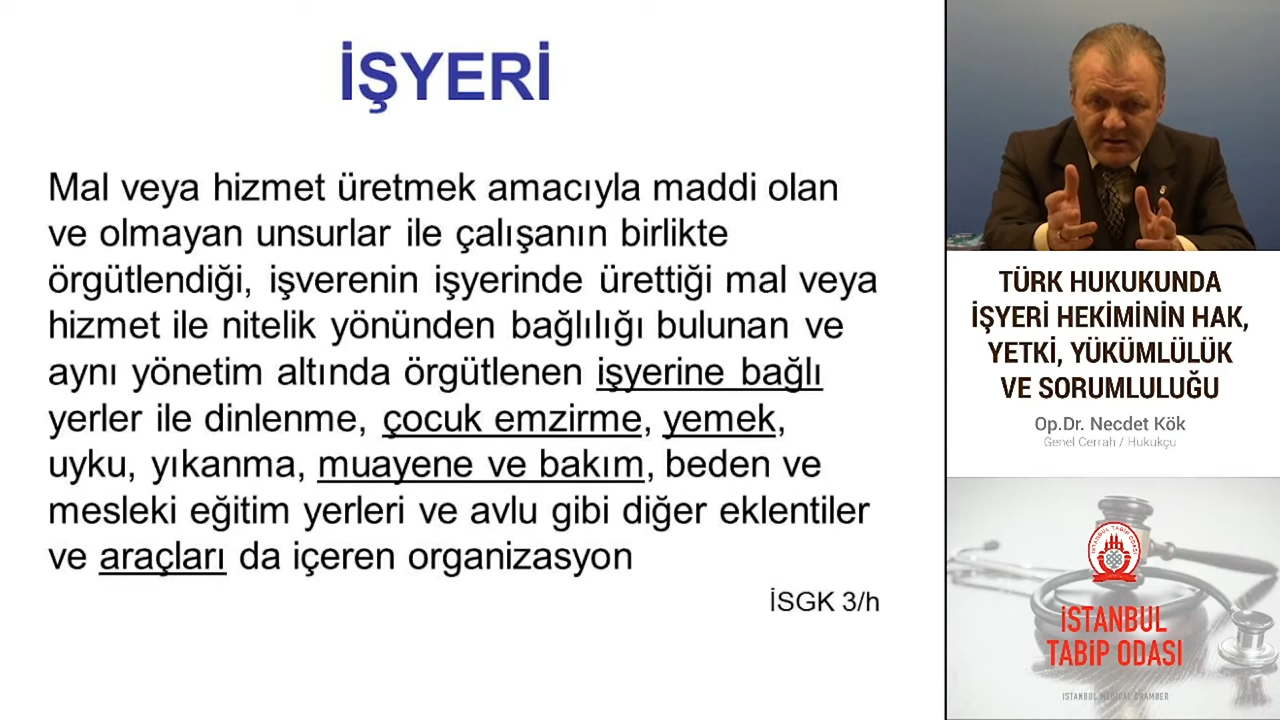 İŞYERİ
Mal veya hizmet üretmek amacıyla maddi olan
ve olmayan unsurlar ile çalışanın birlikte
örgütlendiği, işverenin işyerinde ürettiği mal veya
hizmet ile nitelik yönünden bağlılığı bulunan ve
aynı yönetim altında örgütlenen işyerine bağlı
yerler ile dinlenme, çocuk emzirme, yemek,
uyku, yıkanma, muayene ve bakım, beden ve
mesleki eğitim yerleri ve avlu gibi diğer eklentiler
ve araçları da içeren organizasyon
İSGK 3/h
TÜRK HUKUKUNDA
İŞYERİ HEKİMİNİN HAK,
YETKİ, YÜKÜMLÜLÜK
VE SORUMLULUĞU
Op.Dr. Necdet Kök
Genel Cerrah / Hukukçu
İSTANBUL TABİP ODASI
İSTANBUL
TABİP ODASI
ISTANBUL MEDICAL CHAMBER